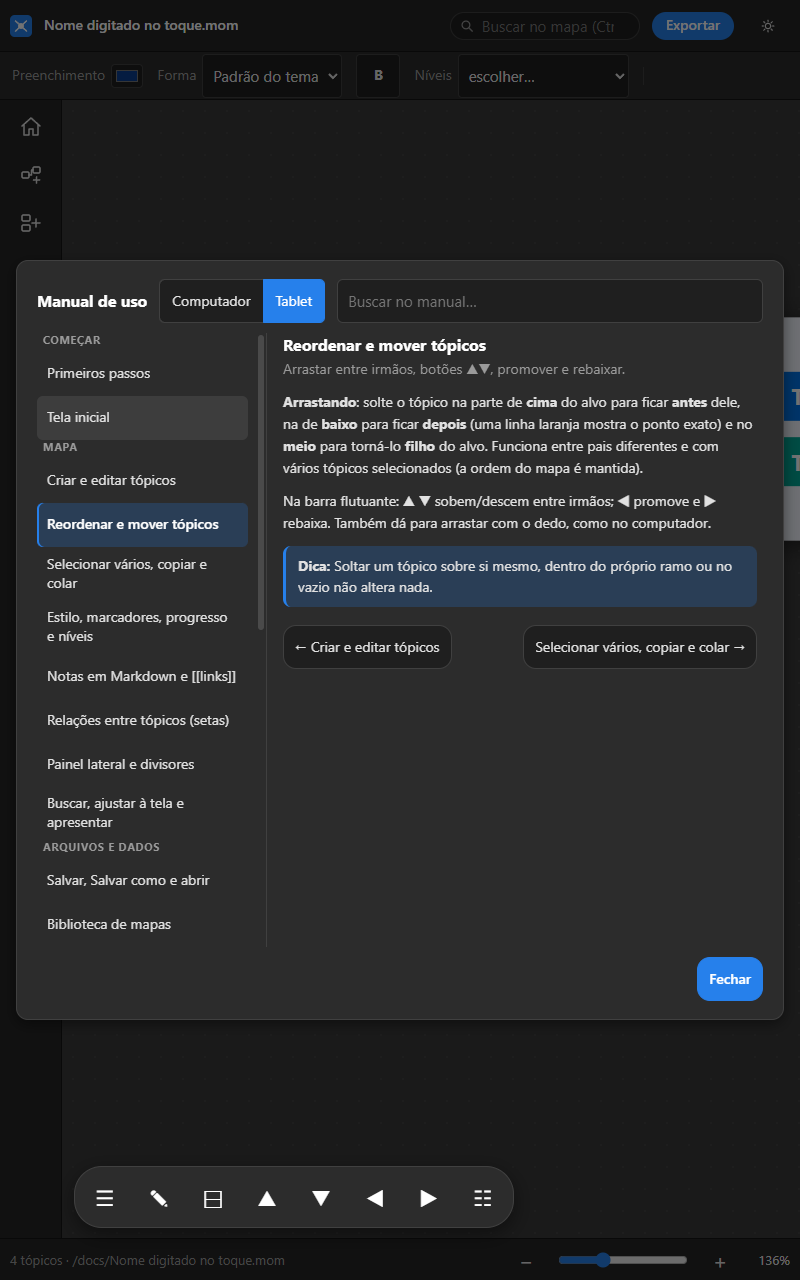 Nome digitado no toque.mom
Buscar no mapa (Ctr
Exportar
Preenchimento
Forma
Padrão do tema
B
Níveis
escolher...
Manual de uso
Computador
Tablet
Buscar no manual...
COMEÇAR
Primeiros passos
Tela inicial
MAPA
Criar e editar tópicos
Reordenar e mover tópicos
Selecionar vários, copiar e
colar
Estilo, marcadores, progresso
e níveis
Notas em Markdown e [[links]]
Relações entre tópicos (setas)
Painel lateral e divisores
Buscar, ajustar à tela e
apresentar
ARQUIVOS E DADOS
Salvar, Salvar como e abrir
Biblioteca de mapas
Reordenar e mover tópicos
Arrastar entre irmãos, botões ▲▼, promover e rebaixar.
Arrastando: solte o tópico na parte de cima do alvo para ficar antes dele,
na de baixo para ficar depois (uma linha laranja mostra o ponto exato) e no
meio para torná-lo filho do alvo. Funciona entre pais diferentes e com
vários tópicos selecionados (a ordem do mapa é mantida).
Na barra flutuante: ▲ ▼ sobem/descem entre irmãos; ◀ promove e ▶
rebaixa. Também dá para arrastar com o dedo, como no computador.
Dica: Soltar um tópico sobre si mesmo, dentro do próprio ramo ou no
vazio não altera nada.
← Criar e editar tópicos
Selecionar vários, copiar e colar →
Fechar
4 tópicos · /docs/Nome digitado no toque.mom
136%